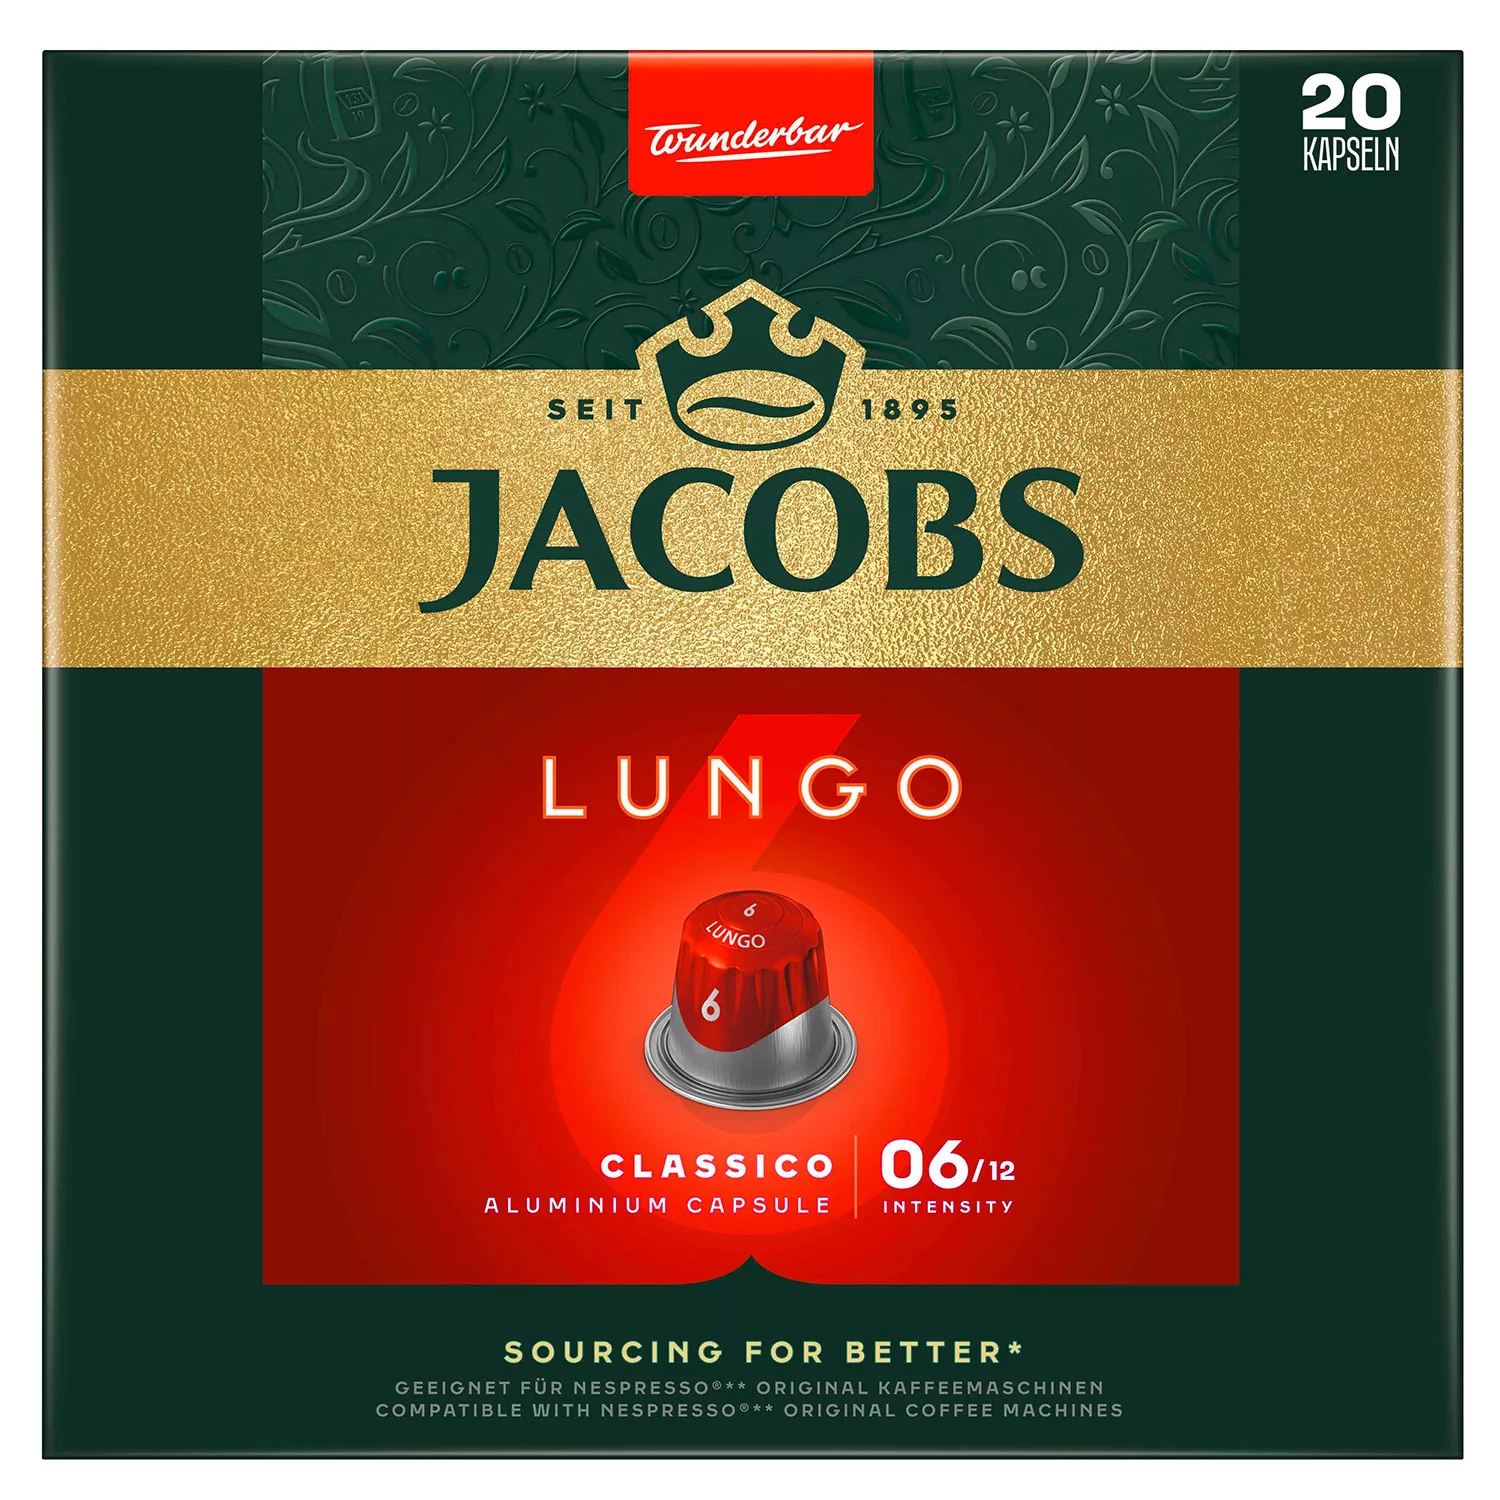 Wunderbar
20
KAPSELN
SEIT 1895
JACOBS
LUNGO
6
LUNGO
6
CLASSICO
ALUMINIUM CAPSULE
06/12
INTENSITY
SOURCING FOR BETTER*
GEEIGNET FÜR NESPRESSO®** ORIGINAL KAFFEEMASCHINEN
COMPATIBLE WITH NESPRESSO®** ORIGINAL COFFEE MACHINES